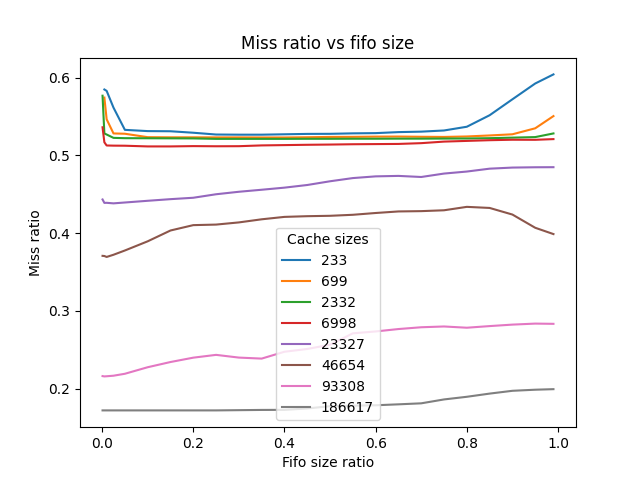 Miss ratio vs fifo size
Miss ratio
0.6
0.5
0.4
0.3
0.2
Cache sizes
233
699
2332
6998
23327
46654
93308
186617
0.0 0.2 0.4 0.6 0.8 1.0
Fifo size ratio